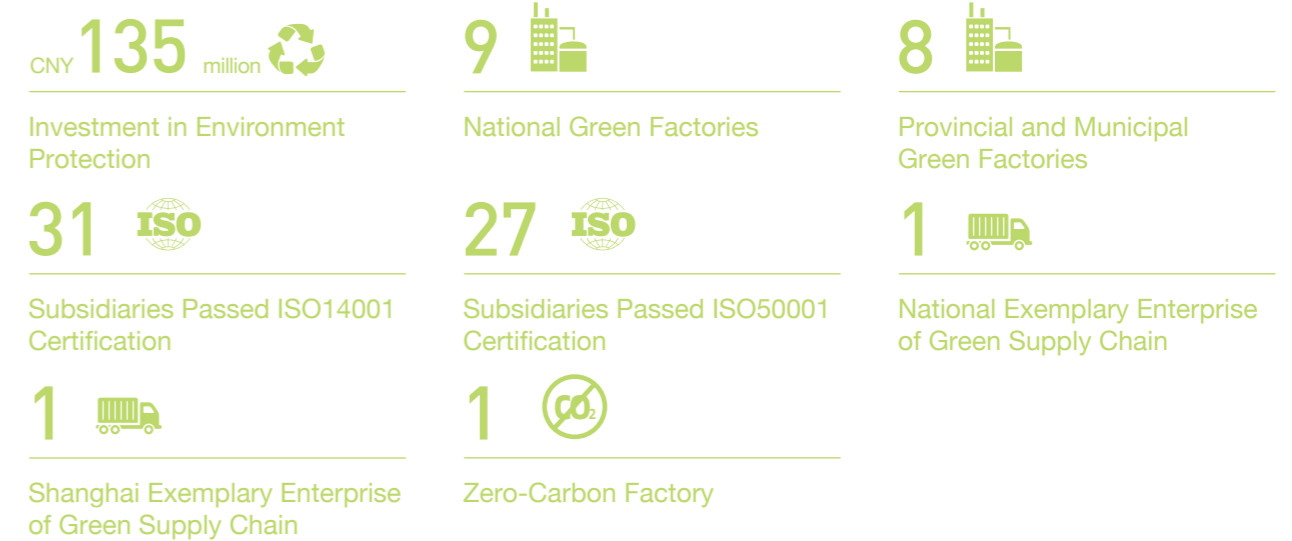 CNY 135 million
Investment in Environment
Protection
9
National Green Factories
8
Provincial and Municipal
Green Factories
31 ISO
Subsidiaries Passed ISO14001
Certification
27 ISO
Subsidiaries Passed ISO50001
Certification
1
National Exemplary Enterprise
of Green Supply Chain
1
Shanghai Exemplary Enterprise
of Green Supply Chain
1 CO2
Zero-Carbon Factory